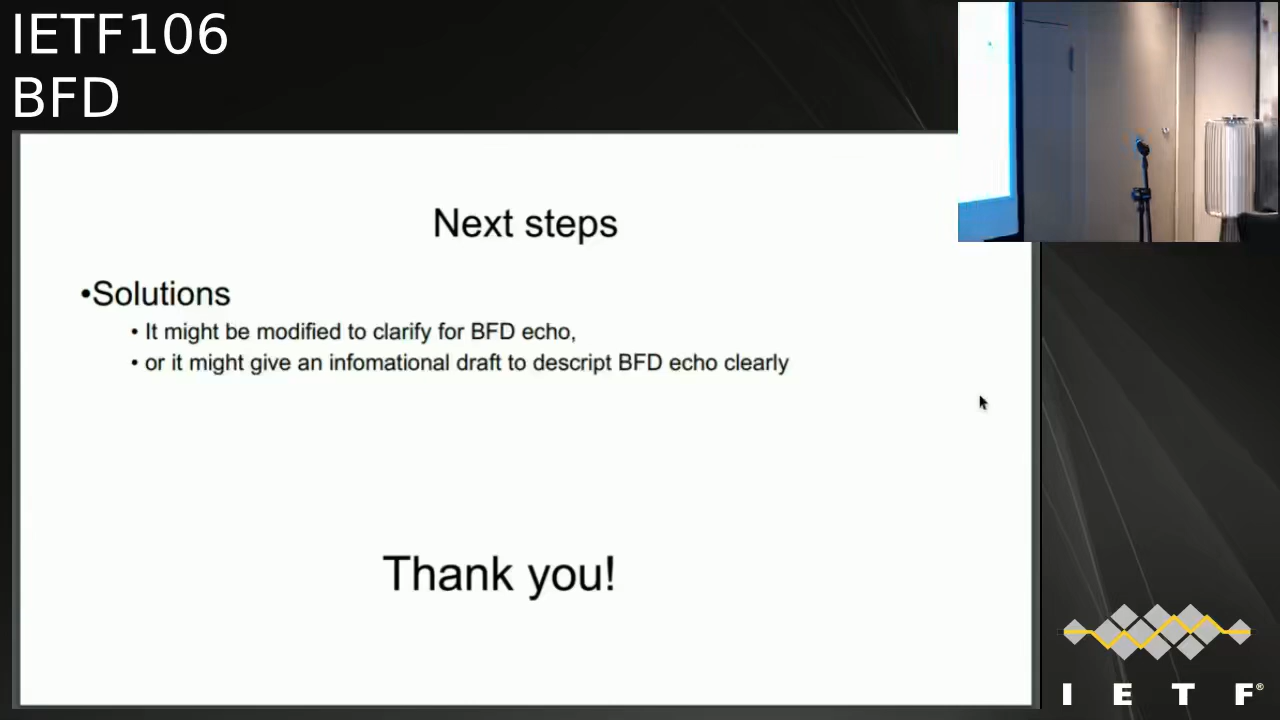 IETF106
BFD
Next steps
•Solutions
• It might be modified to clarify for BFD echo,
• or it might give an infomational draft to descript BFD echo clearly
Thank you!
I E T F®